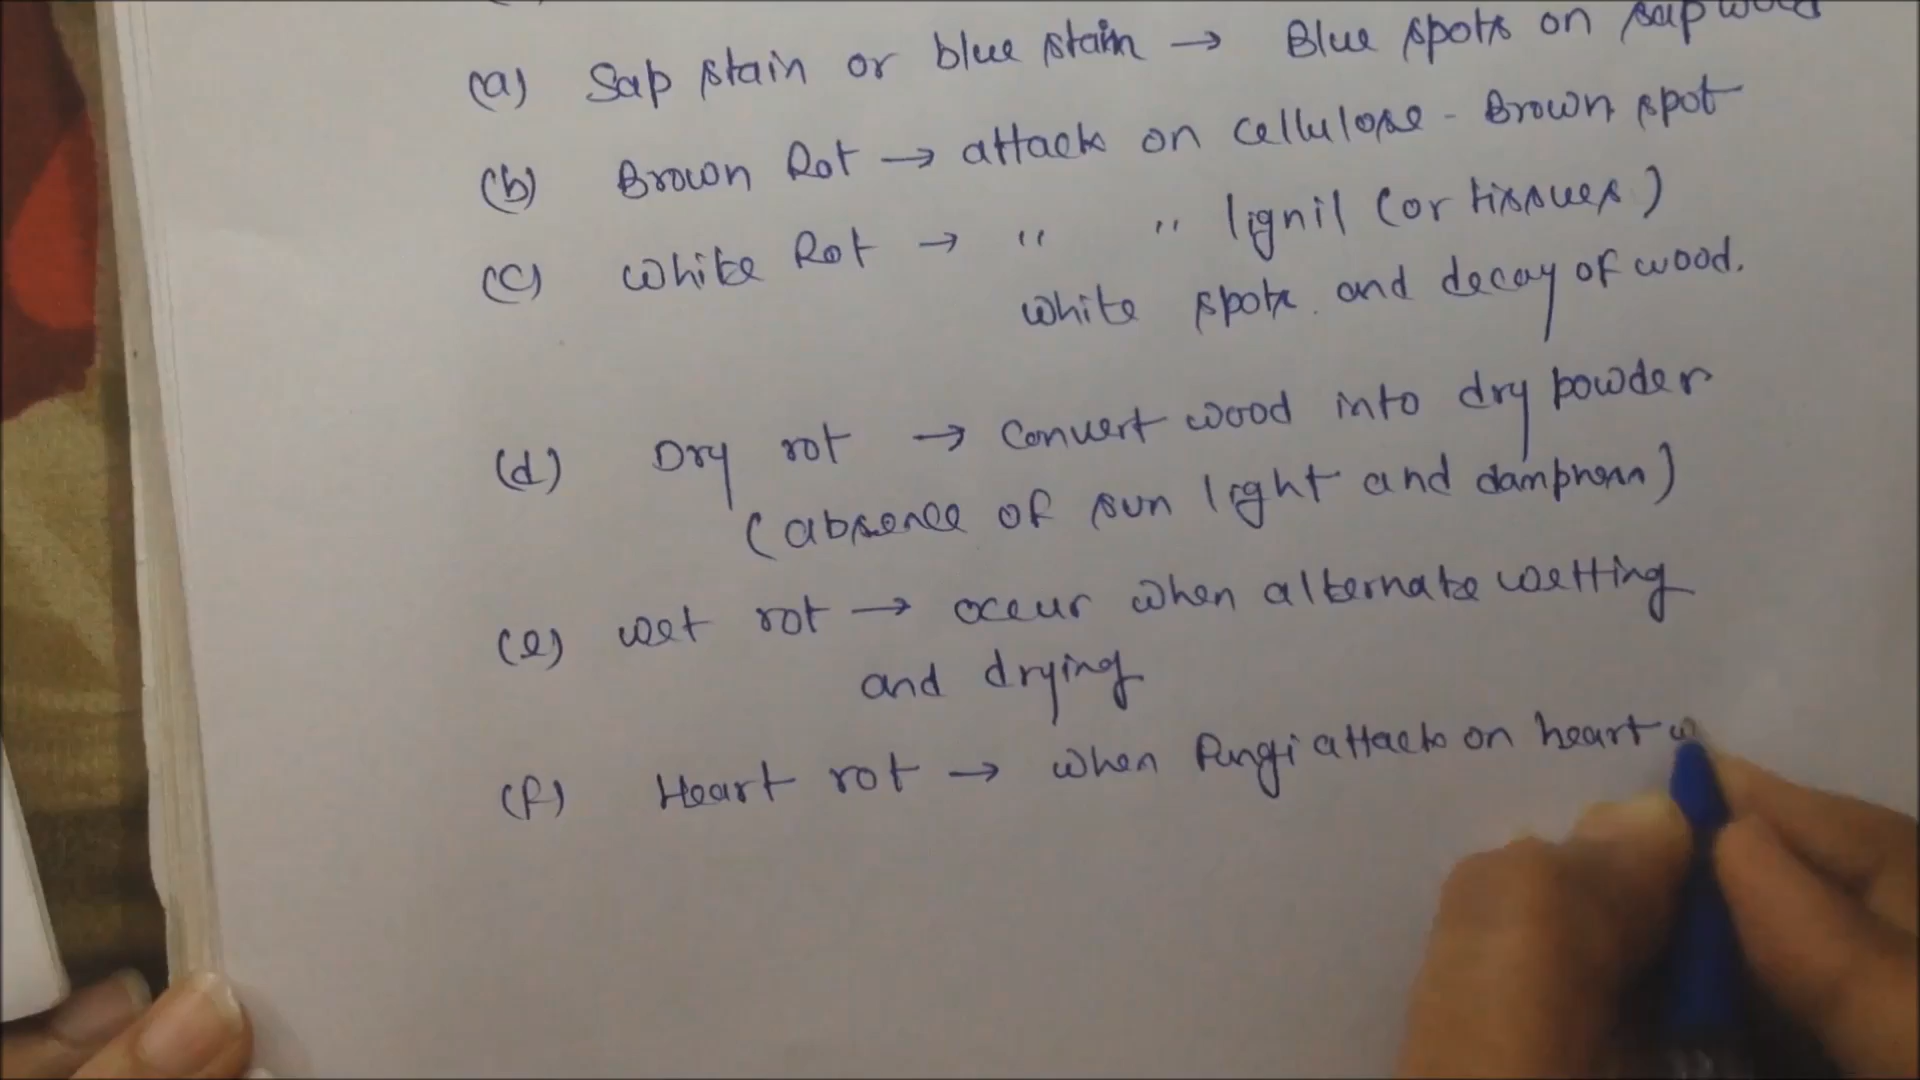 (a) Sap stain or blue stain → Blue spots on sapwood
(b) Brown Rot → attack on cellulose - Brown spot
(c) White Rot → " " lignil (or tissues)
white spots and decay of wood.
(d) Dry rot → Convert wood into dry powder
(absence of sun light and dampness)
(e) wet rot → occur when alternate wetting
and drying
(f) Heart rot → when fungi attack on heart w